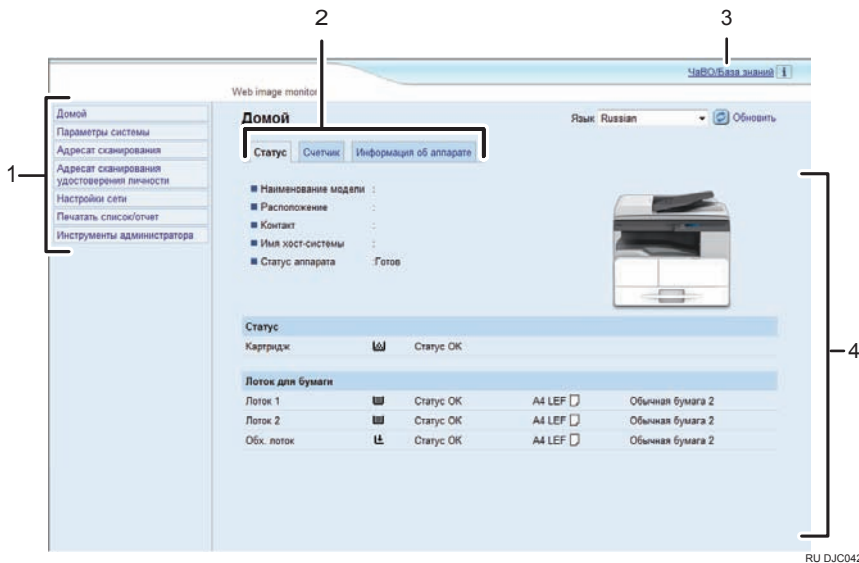 2
3
ЧаВО/База знаний
Web image monitor
1
Домой
Параметры системы
Адресат сканирования
Адресат сканирования
удостоверения личности
Настройки сети
Печатать список/отчет
Инструменты администратора
Домой
Язык Russian Обновить
Статус Счетчик Информация об аппарате
Наименование модели :
Расположение :
Контакт :
Имя хост-системы :
Статус аппарата :Готов
4
Статус
Картридж Статус OK
Лоток для бумаги
Лоток 1 Статус OK A4 LEF Обычная бумага 2
Лоток 2 Статус OK A4 LEF Обычная бумага 2
Обх. лоток Статус OK A4 LEF Обычная бумага 2
RU DJC042